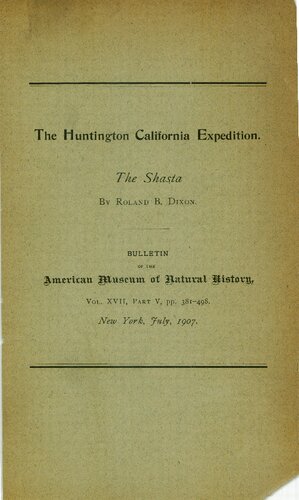 The Huntington California Expedition.
The Shasta
By Roland B. Dixon.
BULLETIN
OF THE
American Museum of Natural History,
Vol. XVII, Part V, pp. 381-498.
New York, July, 1907.